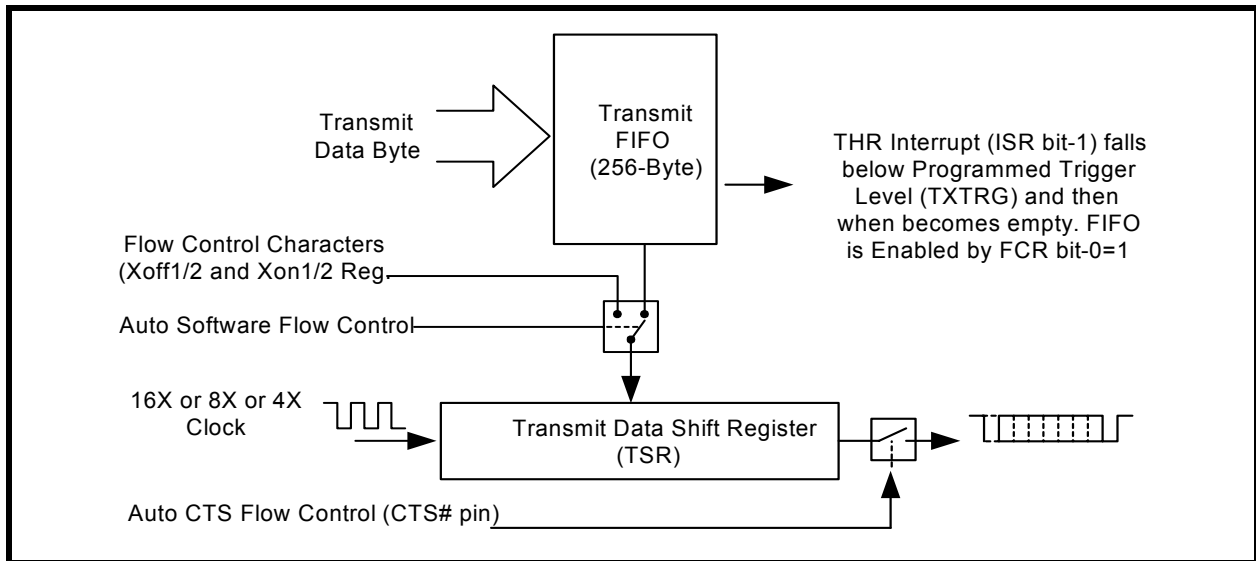 Transmit
Data Byte
Transmit
FIFO
(256-Byte)
THR Interrupt (ISR bit-1) falls
below Programmed Trigger
Level (TXTRG) and then
when becomes empty. FIFO
is Enabled by FCR bit-0=1
Flow Control Characters
(Xoff1/2 and Xon1/2 Reg.
Auto Software Flow Control
16X or 8X or 4X
Clock
Transmit Data Shift Register
(TSR)
Auto CTS Flow Control (CTS# pin)